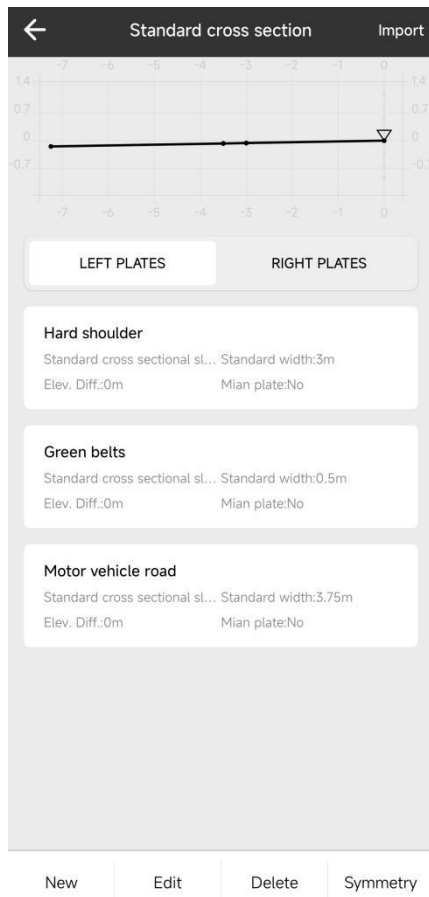 Standard cross section Import
-7 -6 -5 -4 -3 -2 -1 0
1.4 1.4
0.7 0.7
0 0
-0.7 -0.
-7 -6 -5 -4 -3 -2 -1 0
LEFT PLATES RIGHT PLATES
Hard shoulder
Standard cross sectional sl... Standard width:3m
Elev. Diff.:0m Mian plate:No
Green belts
Standard cross sectional sl... Standard width:0.5m
Elev. Diff.:0m Mian plate:No
Motor vehicle road
Standard cross sectional sl... Standard width:3.75m
Elev. Diff.:0m Mian plate:No
New Edit Delete Symmetry